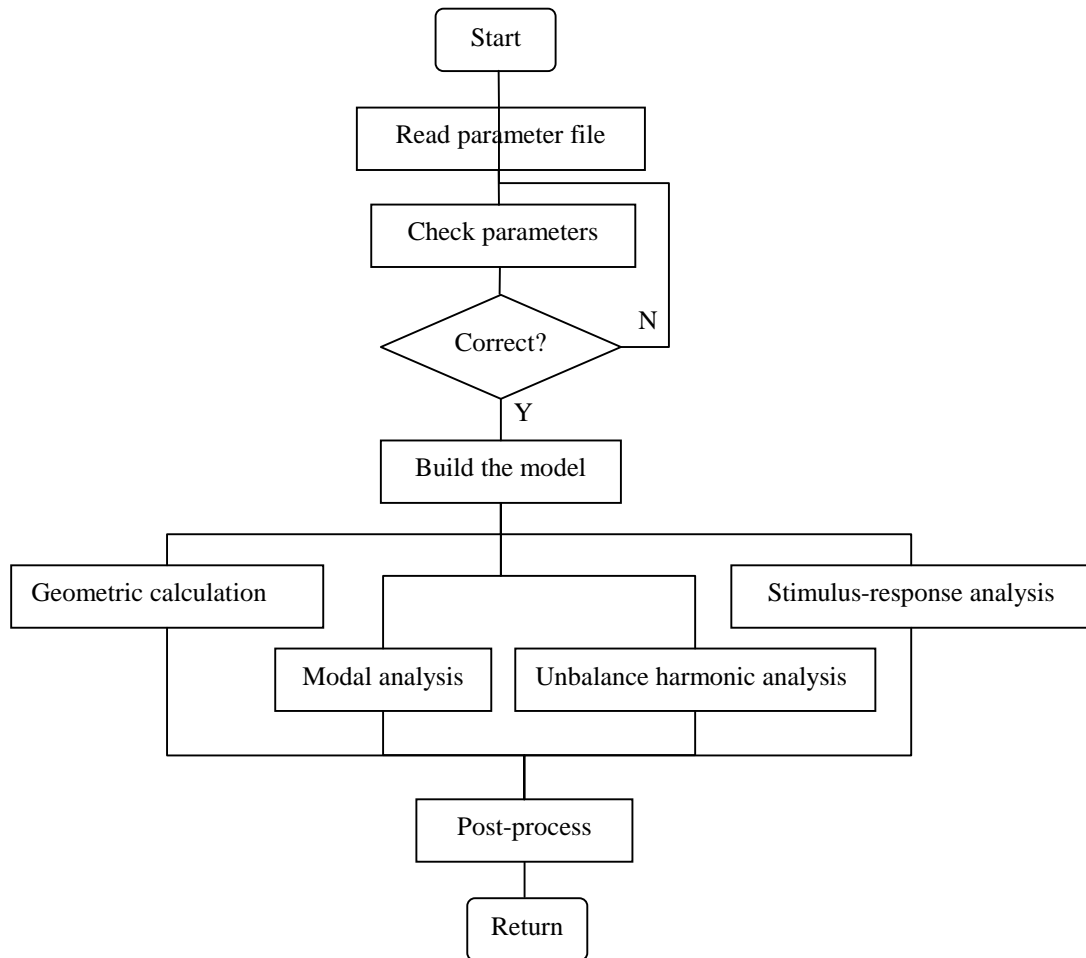 Start
Read parameter file
Check parameters
N
Correct?
Y
Build the model
Geometric calculation
Stimulus-response analysis
Modal analysis
Unbalance harmonic analysis
Post-process
Return